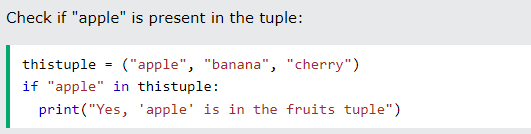 Check if "apple" is present in the tuple:
thistuple = ("apple", "banana", "cherry")
if "apple" in thistuple:
  print("Yes, 'apple' is in the fruits tuple")